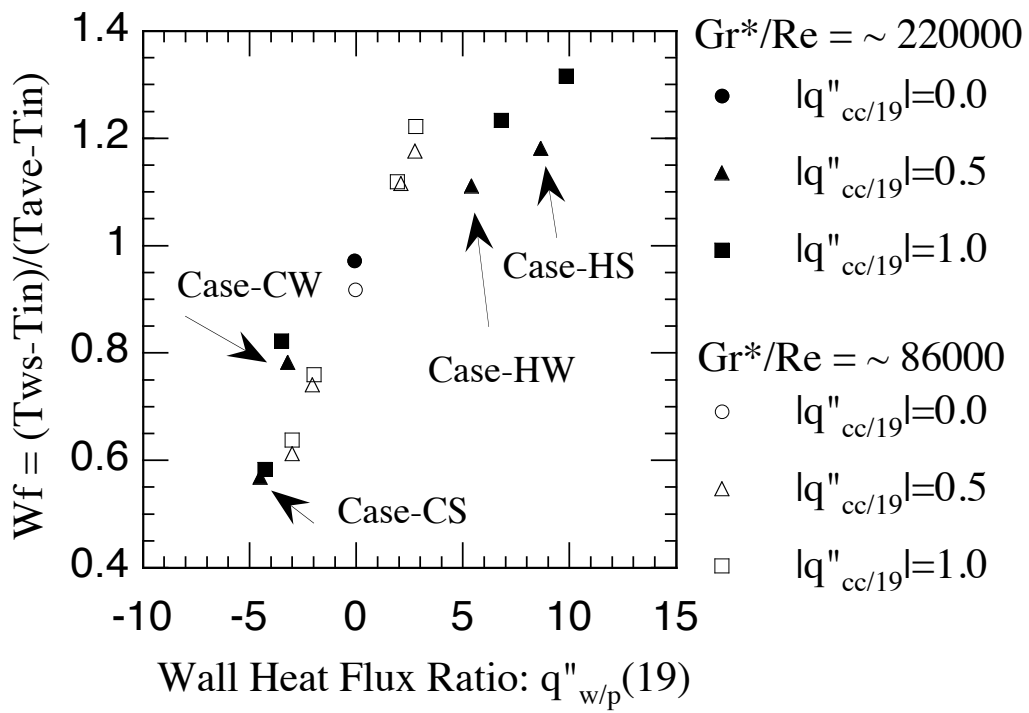 Wf = (Tws-Tin)/(Tave-Tin)
1.4
1.2
1
0.8
0.6
0.4
-10 -5 0 5 10 15
Wall Heat Flux Ratio: q"w/p(19)
Case-CW
Case-HS
Case-HW
Case-CS
Gr*/Re = ~ 220000
|q"cc/19|=0.0
|q"cc/19|=0.5
|q"cc/19|=1.0
Gr*/Re = ~ 86000
|q"cc/19|=0.0
|q"cc/19|=0.5
|q"cc/19|=1.0